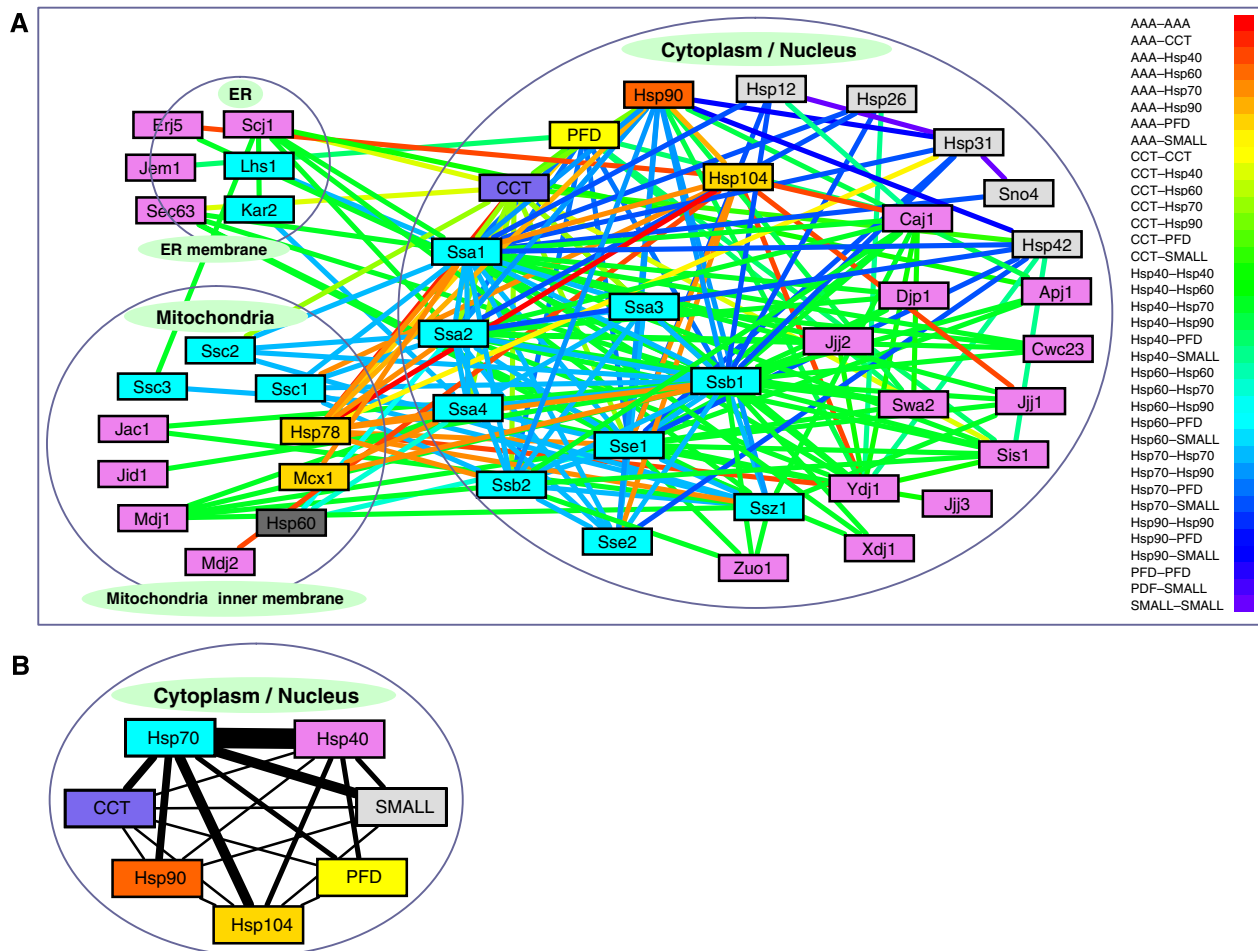 A
Cytoplasm / Nucleus
ER
Erj5
Scj1
Jem1
Lhs1
Sec63
Kar2
ER membrane
Hsp90
Hsp12
Hsp26
PFD
Hsp31
CCT
Hsp104
Sno4
Caj1
Ssa1
Hsp42
Ssa3
Djp1
Apj1
Ssa2
Jjj2
Cwc23
Ssb1
Ssa4
Swa2
Jjj1
Sse1
Sis1
Ssb2
Ydj1
Jjj3
Ssz1
Sse2
Xdj1
Zuo1
Mitochondria
Ssc2
Ssc3
Ssc1
Jac1
Hsp78
Jid1
Mcx1
Mdj1
Hsp60
Mdj2
Mitochondria inner membrane
AAA–AAA
AAA–CCT
AAA–Hsp40
AAA–Hsp60
AAA–Hsp70
AAA–Hsp90
AAA–PFD
AAA–SMALL
CCT–CCT
CCT–Hsp40
CCT–Hsp60
CCT–Hsp70
CCT–Hsp90
CCT–PFD
CCT–SMALL
Hsp40–Hsp40
Hsp40–Hsp60
Hsp40–Hsp70
Hsp40–Hsp90
Hsp40–PFD
Hsp40–SMALL
Hsp60–Hsp60
Hsp60–Hsp70
Hsp60–Hsp90
Hsp60–PFD
Hsp60–SMALL
Hsp70–Hsp70
Hsp70–Hsp90
Hsp70–PFD
Hsp70–SMALL
Hsp90–Hsp90
Hsp90–PFD
Hsp90–SMALL
PFD–PFD
PDF–SMALL
SMALL–SMALL
B
Cytoplasm / Nucleus
Hsp70
Hsp40
CCT
SMALL
Hsp90
PFD
Hsp104